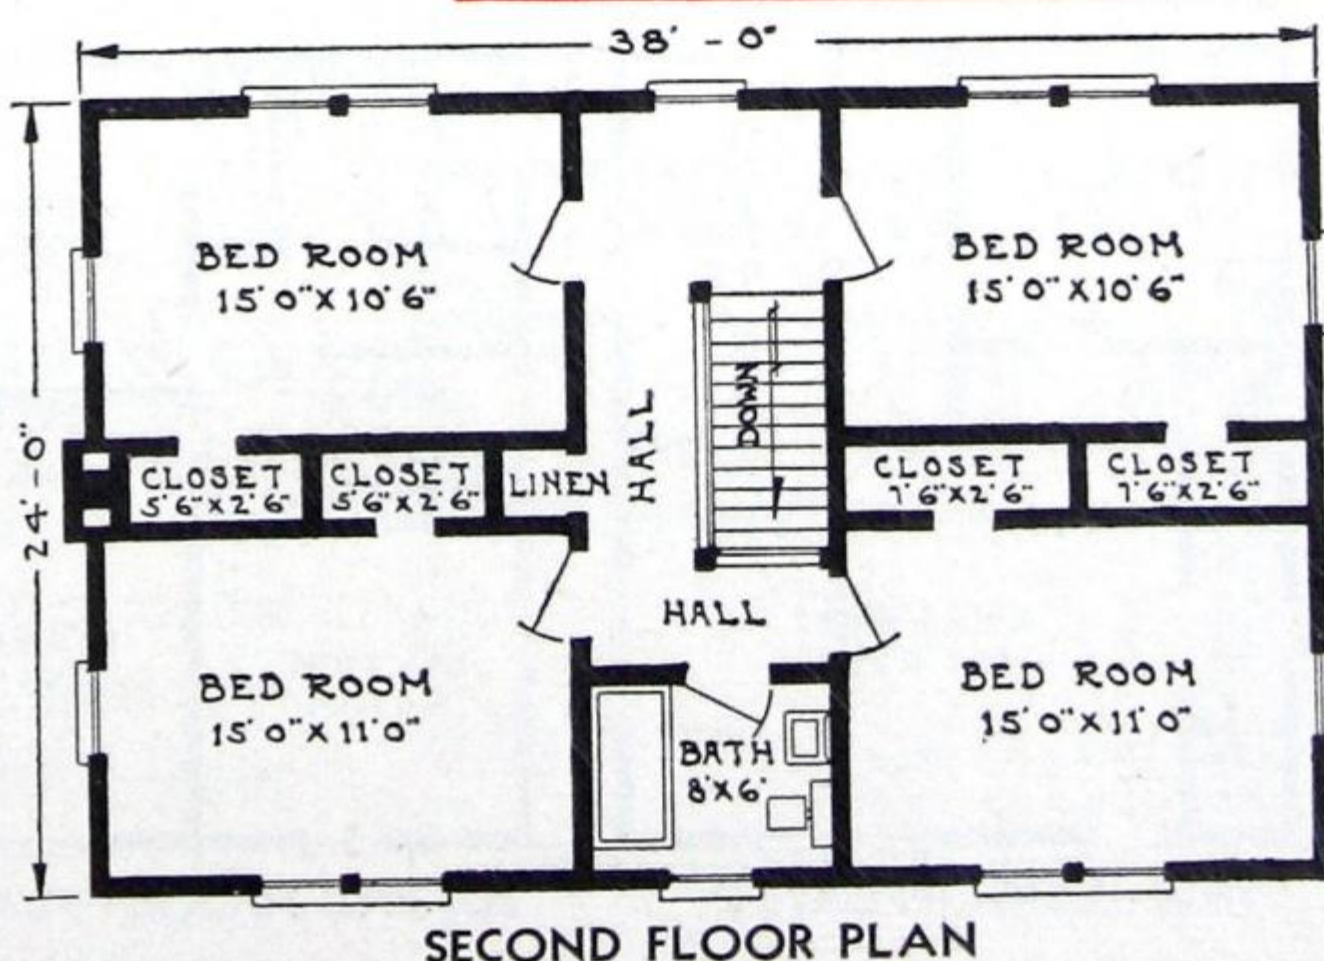 38' - 0"
24' - 0"
BED ROOM
15' 0" X 10' 6"
BED ROOM
15' 0" X 10' 6"
HALL
DOWN
CLOSET
5' 6" X 2' 6"
CLOSET
5' 6" X 2' 6"
LINEN
CLOSET
7' 6" X 2' 6"
CLOSET
7' 6" X 2' 6"
HALL
BED ROOM
15' 0" X 11' 0"
BATH
8' X 6'
BED ROOM
15' 0" X 11' 0"
SECOND FLOOR PLAN